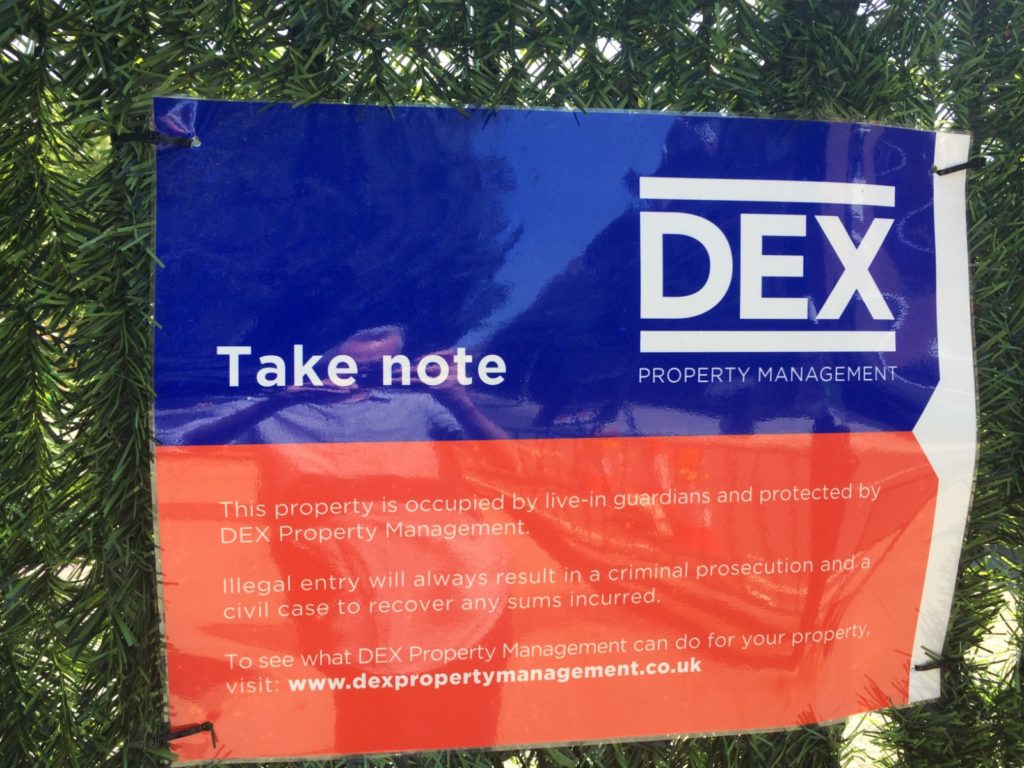 DEX
PROPERTY MANAGEMENT
Take note
This property is occupied by live-in guardians and protected by
DEX Property Management.
Illegal entry will always result in a criminal prosecution and a
civil case to recover any sums incurred.
To see what DEX Property Management can do for your property,
visit: www.dexpropertymanagement.co.uk